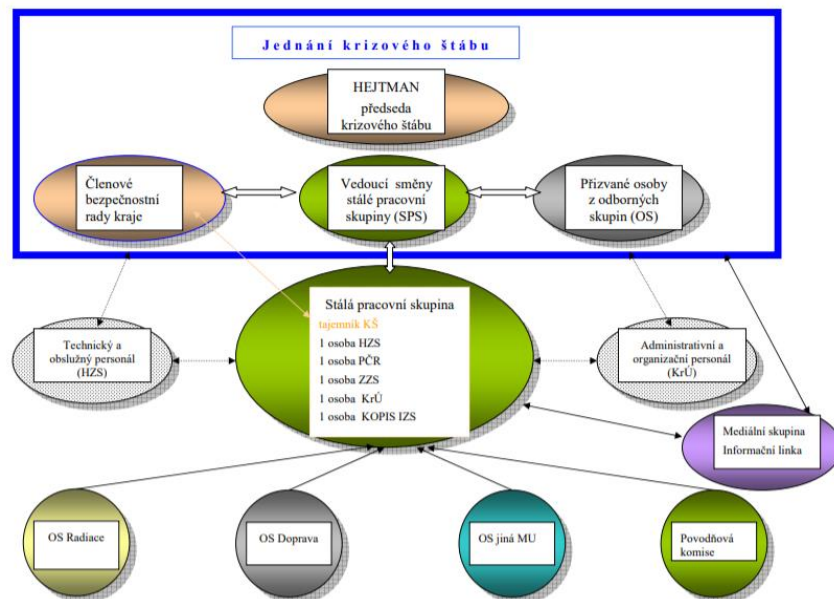 Jednání krizového štábu
HEJTMAN
předseda
krizového štábu
Členové
bezpečnostní
rady kraje
Vedoucí směny
stálé pracovní
skupiny (SPS)
Přizvané osoby
z odborných
skupin (OS)
Stálá pracovní skupina
tajemník KŠ
1 osoba HZS
1 osoba PČR
1 osoba ZZS
1 osoba KrÚ
1 osoba KOPIS IZS
Technický a
obslužný personál
(HZS)
Administrativní a
organizační personál
(KrÚ)
Mediální skupina
Informační linka
OS Radiace
OS Doprava
OS jiná MU
Povodňová
komise